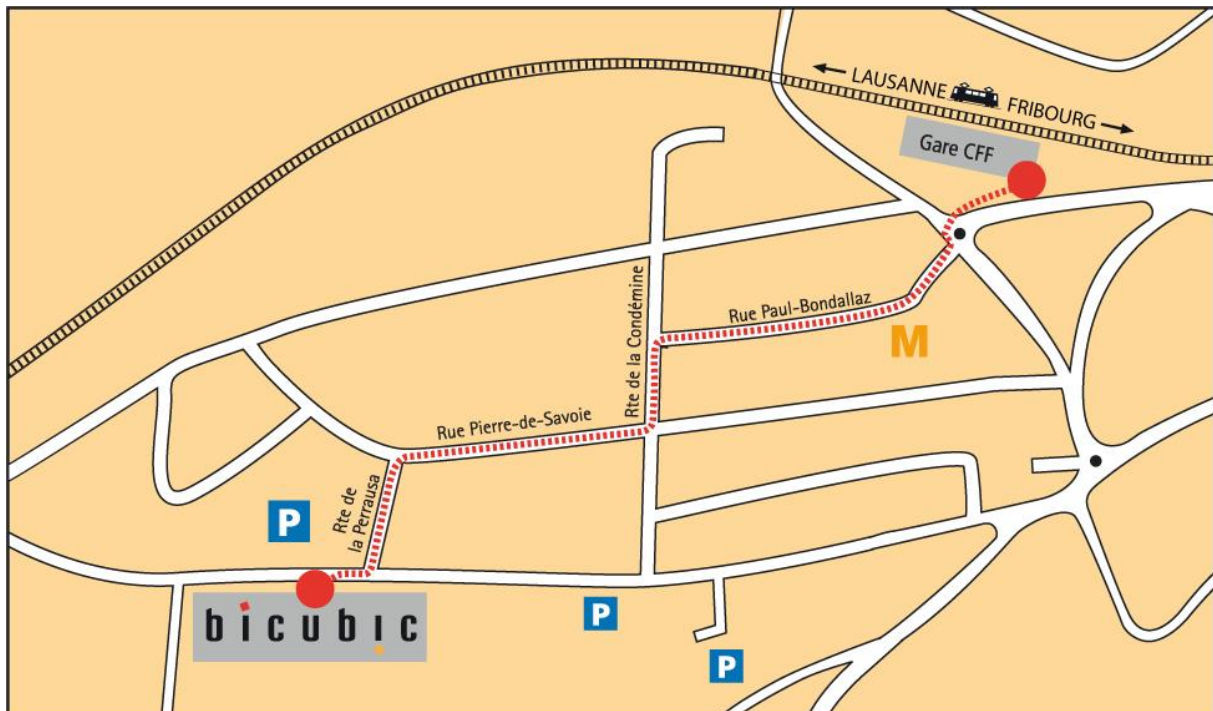 LAUSANNE
FRIBOURG
Gare CFF
Rue Paul-Bondallaz
M
Rte de la Condémine
Rue Pierre-de-Savoie
Rte de
la Perrausa
P
bicubic
P
P